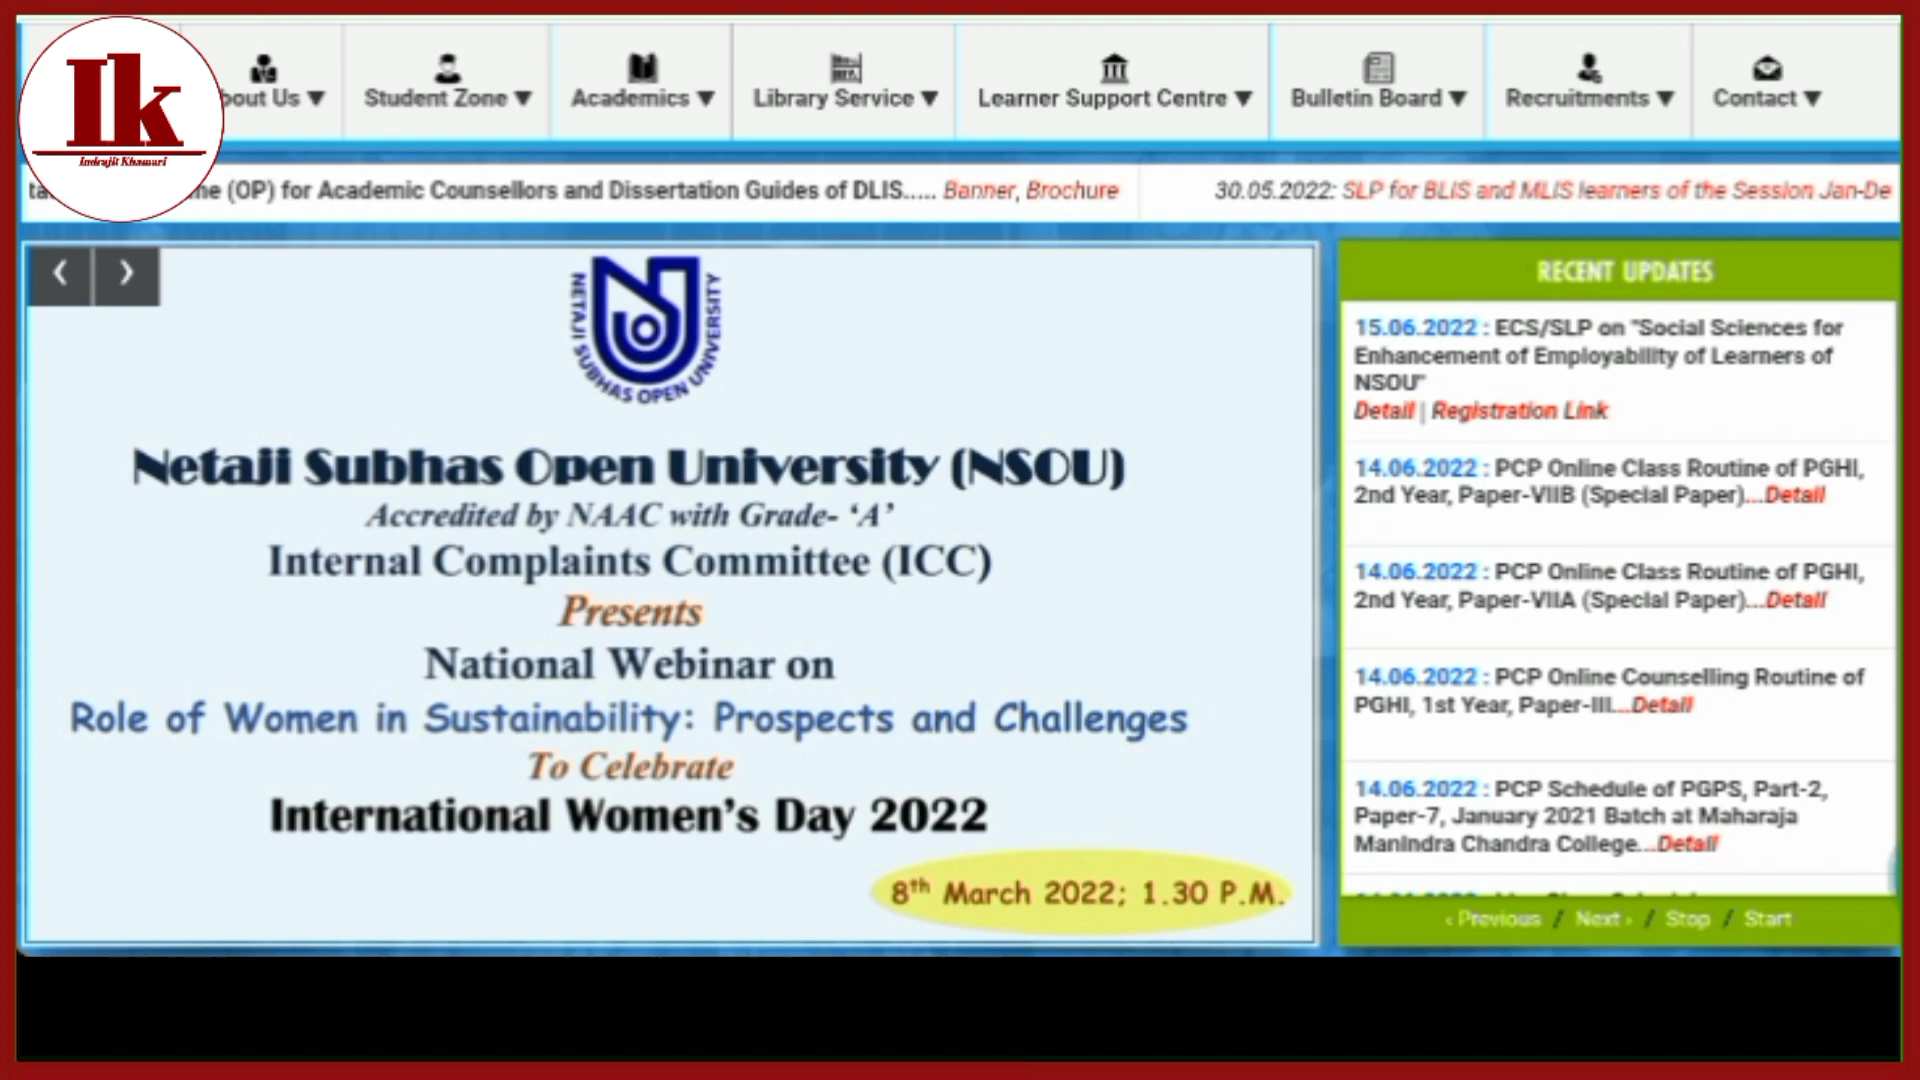 Ik
Indrajit Khamari
bout Us ▼
Student Zone ▼
Academics ▼
Library Service ▼
Learner Support Centre ▼
Bulletin Board ▼
Recruitments ▼
Contact ▼
(OP) for Academic Counsellors and Dissertation Guides of DLIS..... Banner, Brochure
30.05.2022: SLP for BLIS and MLIS learners of the Session Jan-De
NETAJI SUBHAS OPEN UNIVERSITY
Netaji Subhas Open University (NSOU)
Accredited by NAAC with Grade- ‘A’
Internal Complaints Committee (ICC)
Presents
National Webinar on
Role of Women in Sustainability: Prospects and Challenges
To Celebrate
International Women’s Day 2022
8th March 2022; 1.30 P.M.
RECENT UPDATES
15.06.2022 : ECS/SLP on "Social Sciences for
Enhancement of Employability of Learners of
NSOU"
Detail | Registration Link
14.06.2022 : PCP Online Class Routine of PGHI,
2nd Year, Paper-VIIB (Special Paper)...Detail
14.06.2022 : PCP Online Class Routine of PGHI,
2nd Year, Paper-VIIA (Special Paper)...Detail
14.06.2022 : PCP Online Counselling Routine of
PGHI, 1st Year, Paper-III...Detail
14.06.2022 : PCP Schedule of PGPS, Part-2,
Paper-7, January 2021 Batch at Maharaja
Manindra Chandra College...Detail
‹ Previous / Next › / Stop / Start